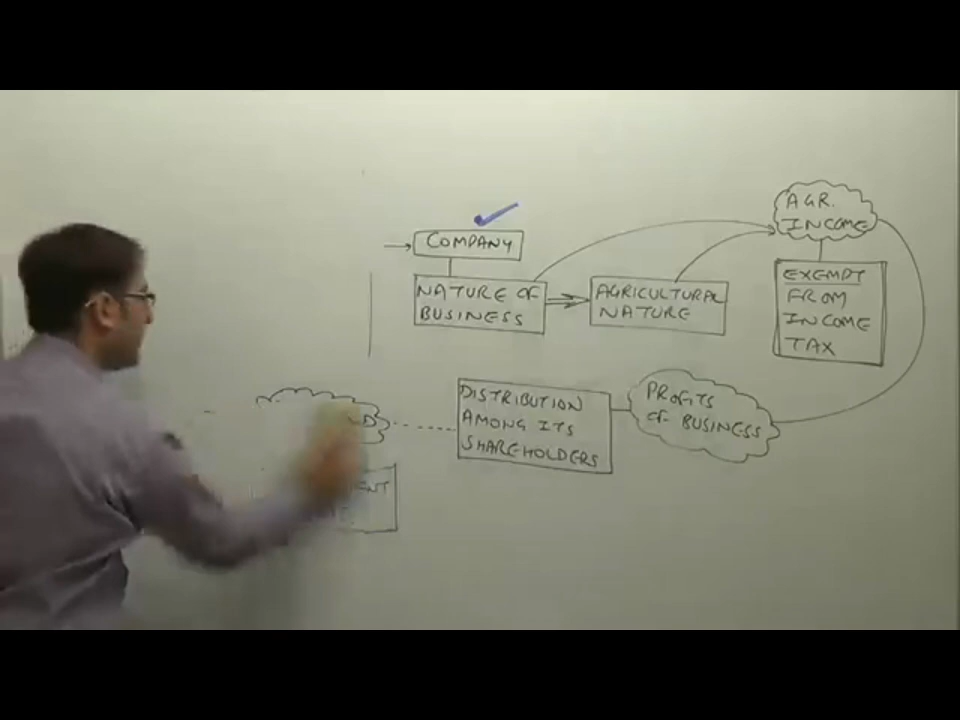 COMPANY
NATURE OF
BUSINESS
AGRICULTURAL
NATURE
AGR.
INCOME
EXEMPT
FROM
INCOME
TAX
DISTRIBUTION
AMONG ITS
SHAREHOLDERS
PROFITS
OF BUSINESS